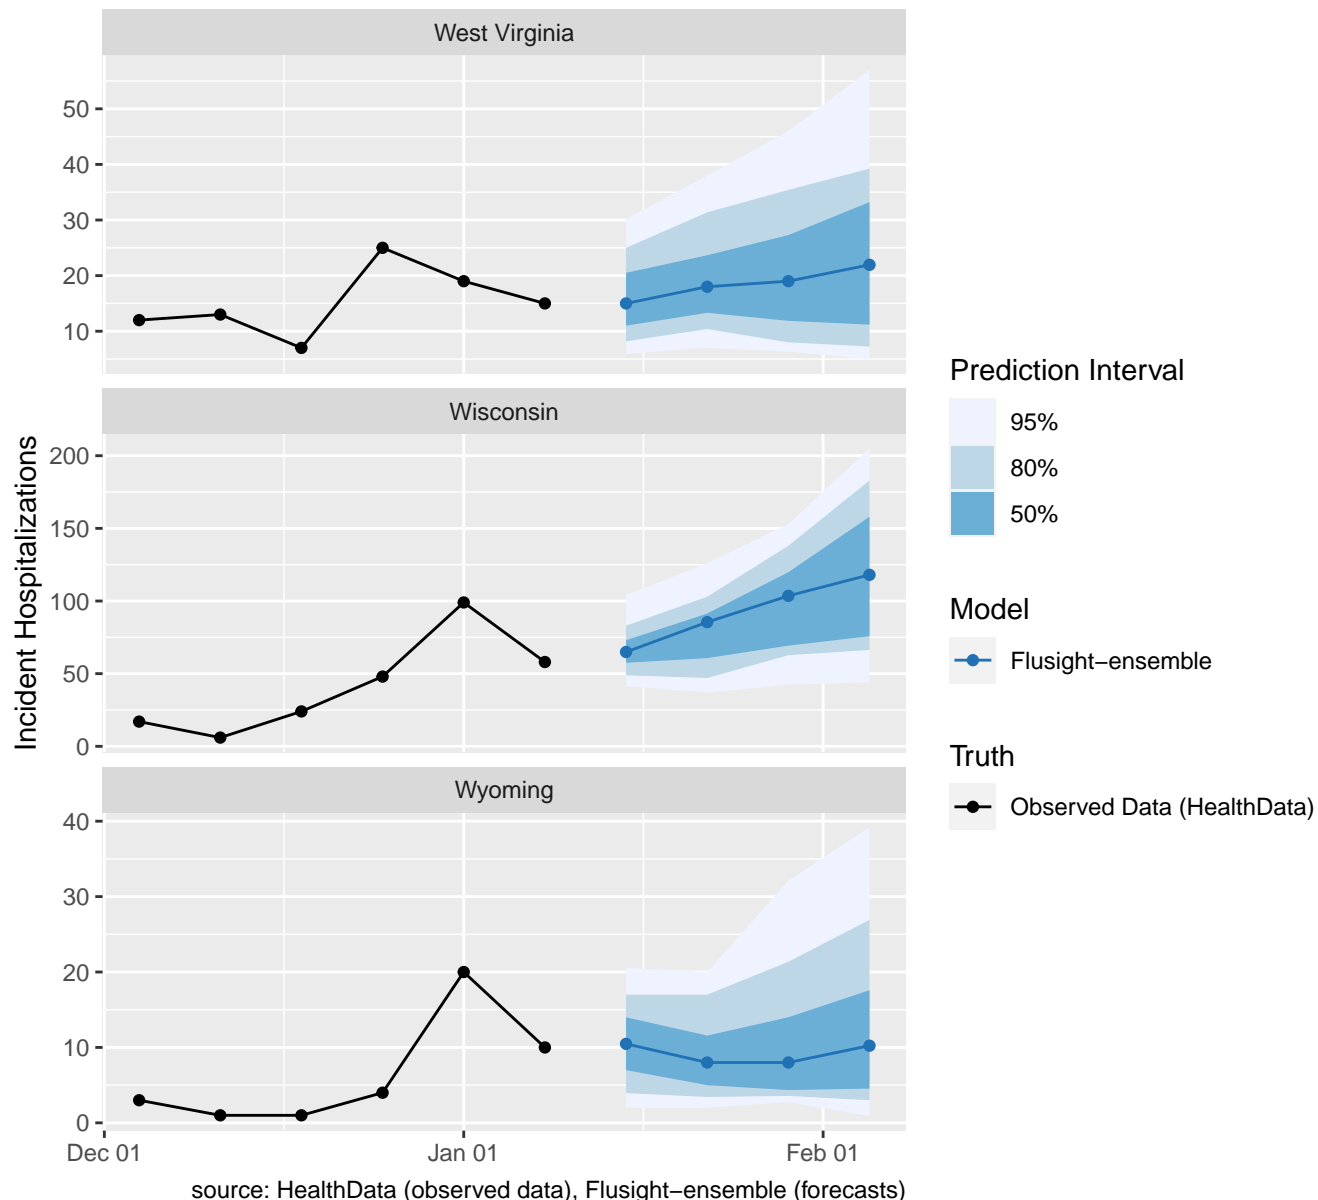 West Virginia
50
40
30
20
10
Wisconsin
200
150
100
50
0
Wyoming
40
30
20
10
0
Dec 01 Jan 01 Feb 01
Incident Hospitalizations
source: HealthData (observed data), Flusight−ensemble (forecasts)
Prediction Interval
95%
80%
50%
Model
Flusight−ensemble
Truth
Observed Data (HealthData)